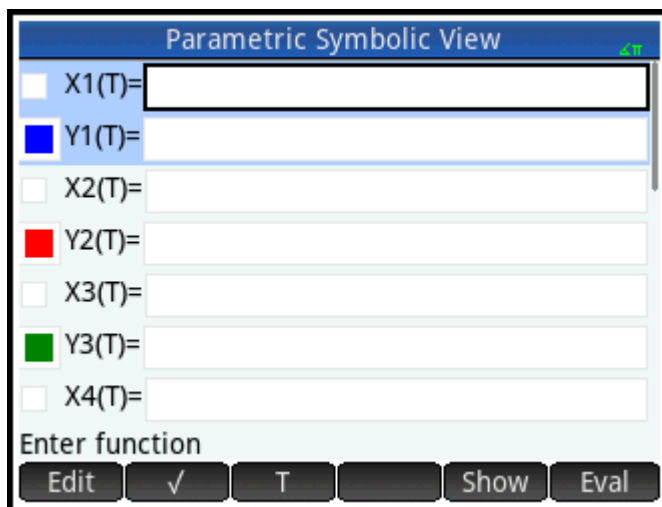 Parametric Symbolic View ∡π
X1(T)=
Y1(T)=
X2(T)=
Y2(T)=
X3(T)=
Y3(T)=
X4(T)=
Enter function
Edit √ T Show Eval